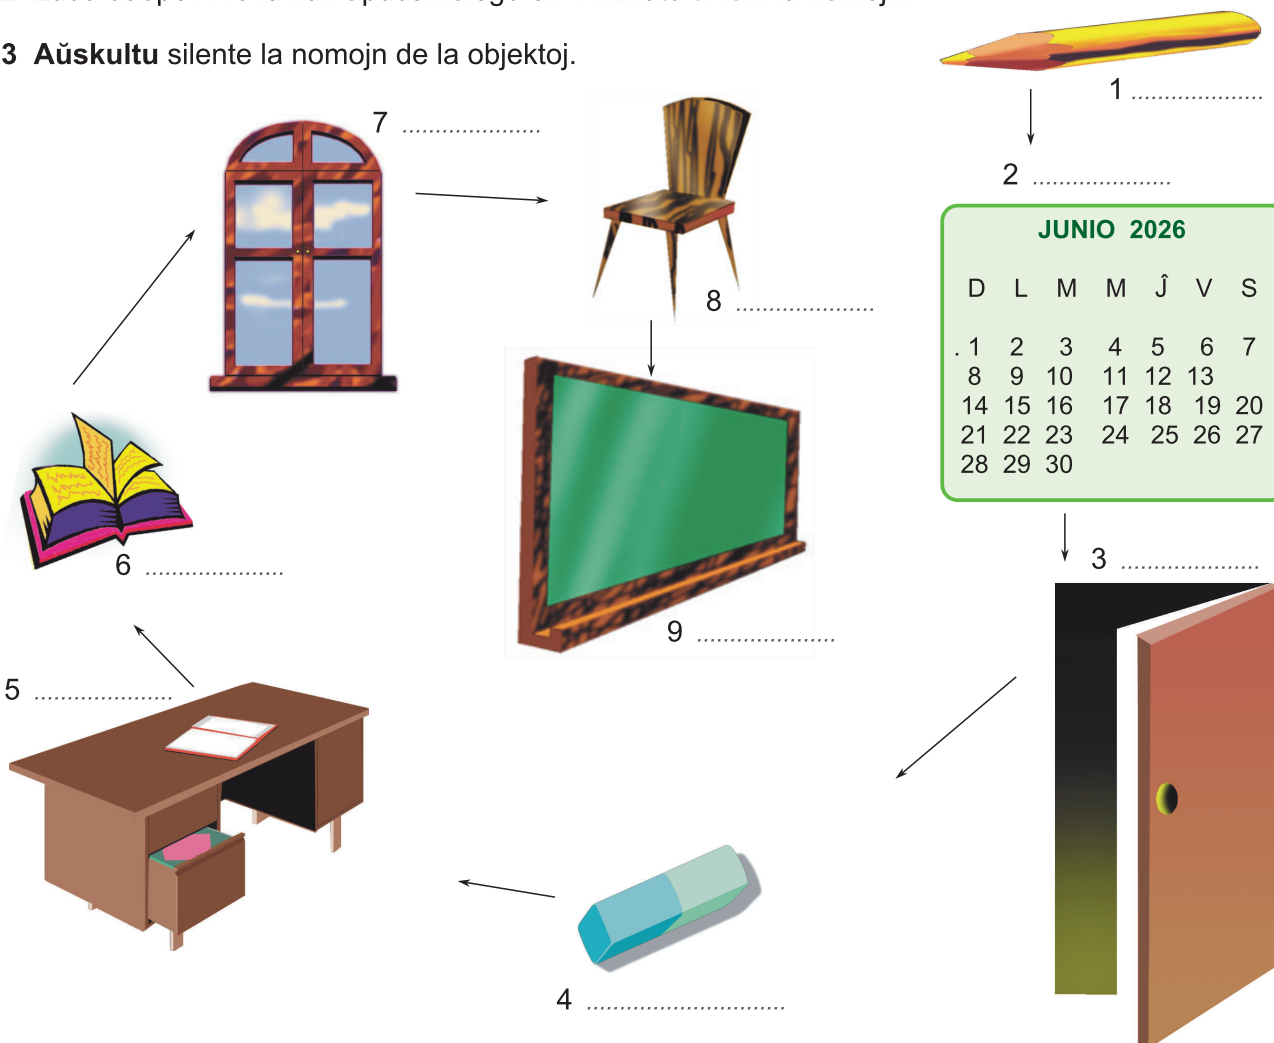 3 Aŭskultu silente la nomojn de la objektoj.
1 ....................
7 .....................
2 .....................
JUNIO 2026
D L M M Ĵ V S
. 1 2 3 4 5 6 7
8 9 10 11 12 13
14 15 16 17 18 19 20
21 22 23 24 25 26 27
28 29 30
8 .....................
3 .....................
6 .....................
9 .....................
5 .....................
4 ..............................